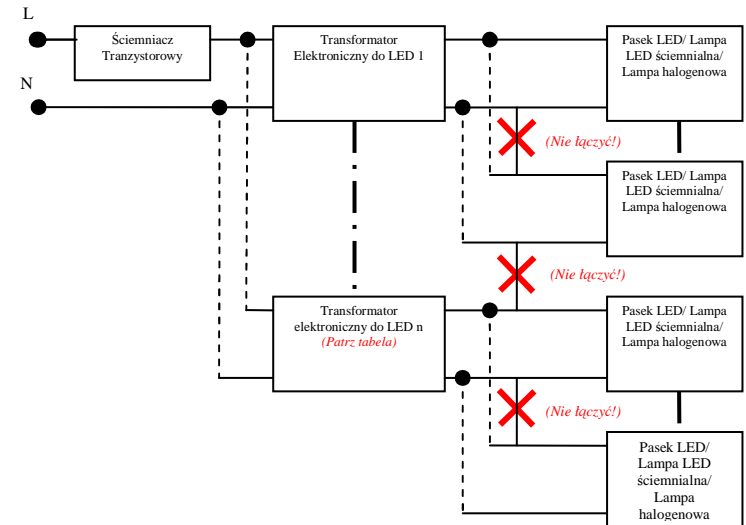 L
Ściemniacz
Tranzystorowy
Transformator
Elektroniczny do LED 1
Pasek LED/ Lampa
LED ściemnialna/
Lampa halogenowa
N
(Nie łączyć!)
Pasek LED/ Lampa
LED ściemnialna/
Lampa halogenowa
(Nie łączyć!)
Transformator
elektroniczny do LED n
(Patrz tabela)
Pasek LED/ Lampa
LED ściemnialna/
Lampa halogenowa
(Nie łączyć!)
Pasek LED/
Lampa LED
ściemnialna/
Lampa
halogenowa